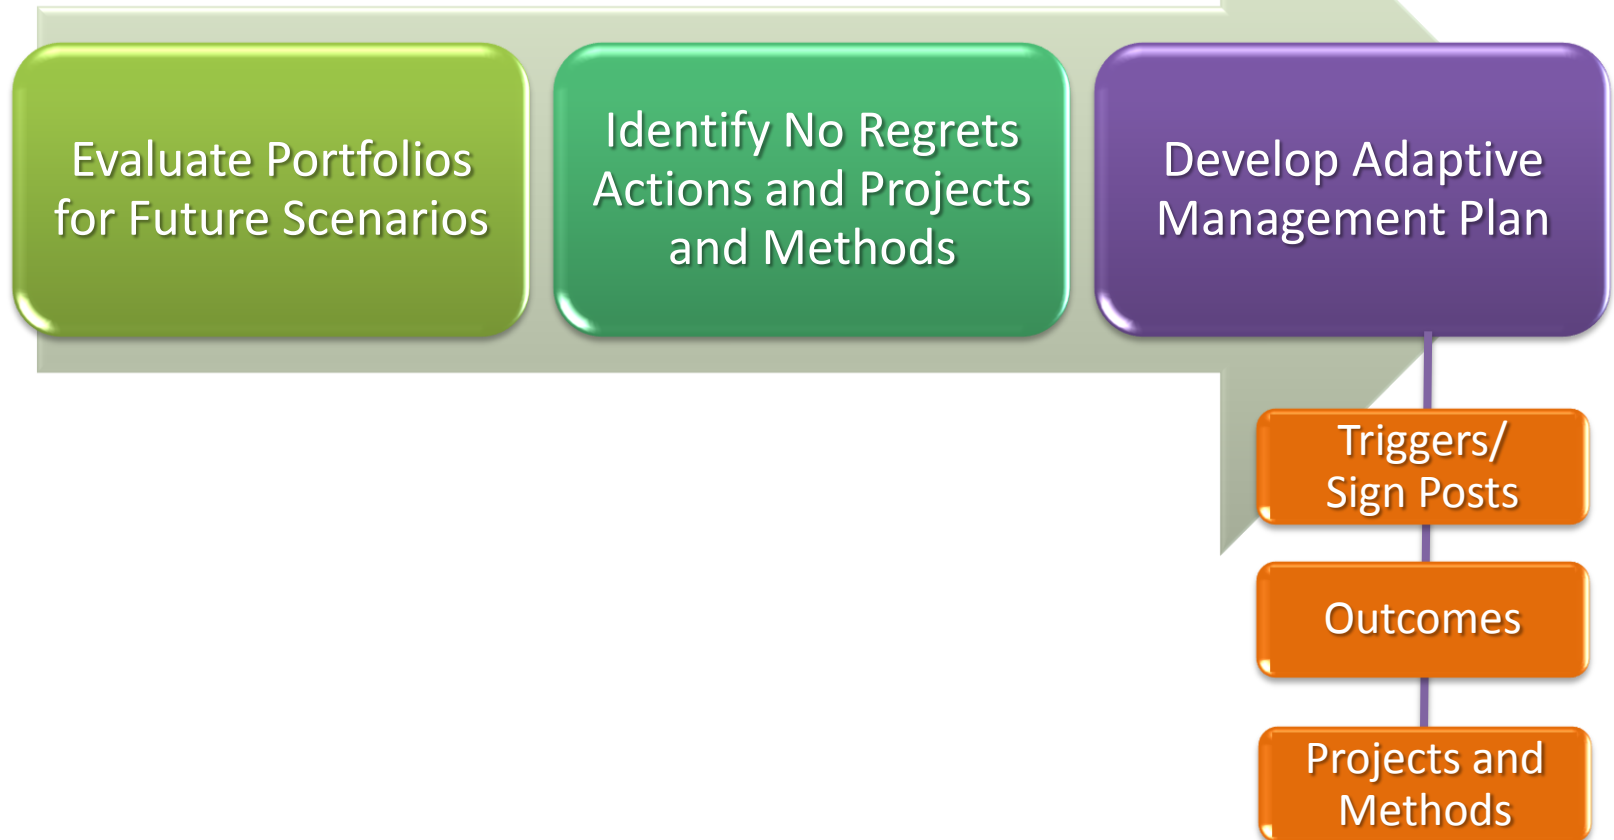 Evaluate Portfolios
for Future Scenarios
Identify No Regrets
Actions and Projects
and Methods
Develop Adaptive
Management Plan
Triggers/
Sign Posts
Outcomes
Projects and
Methods